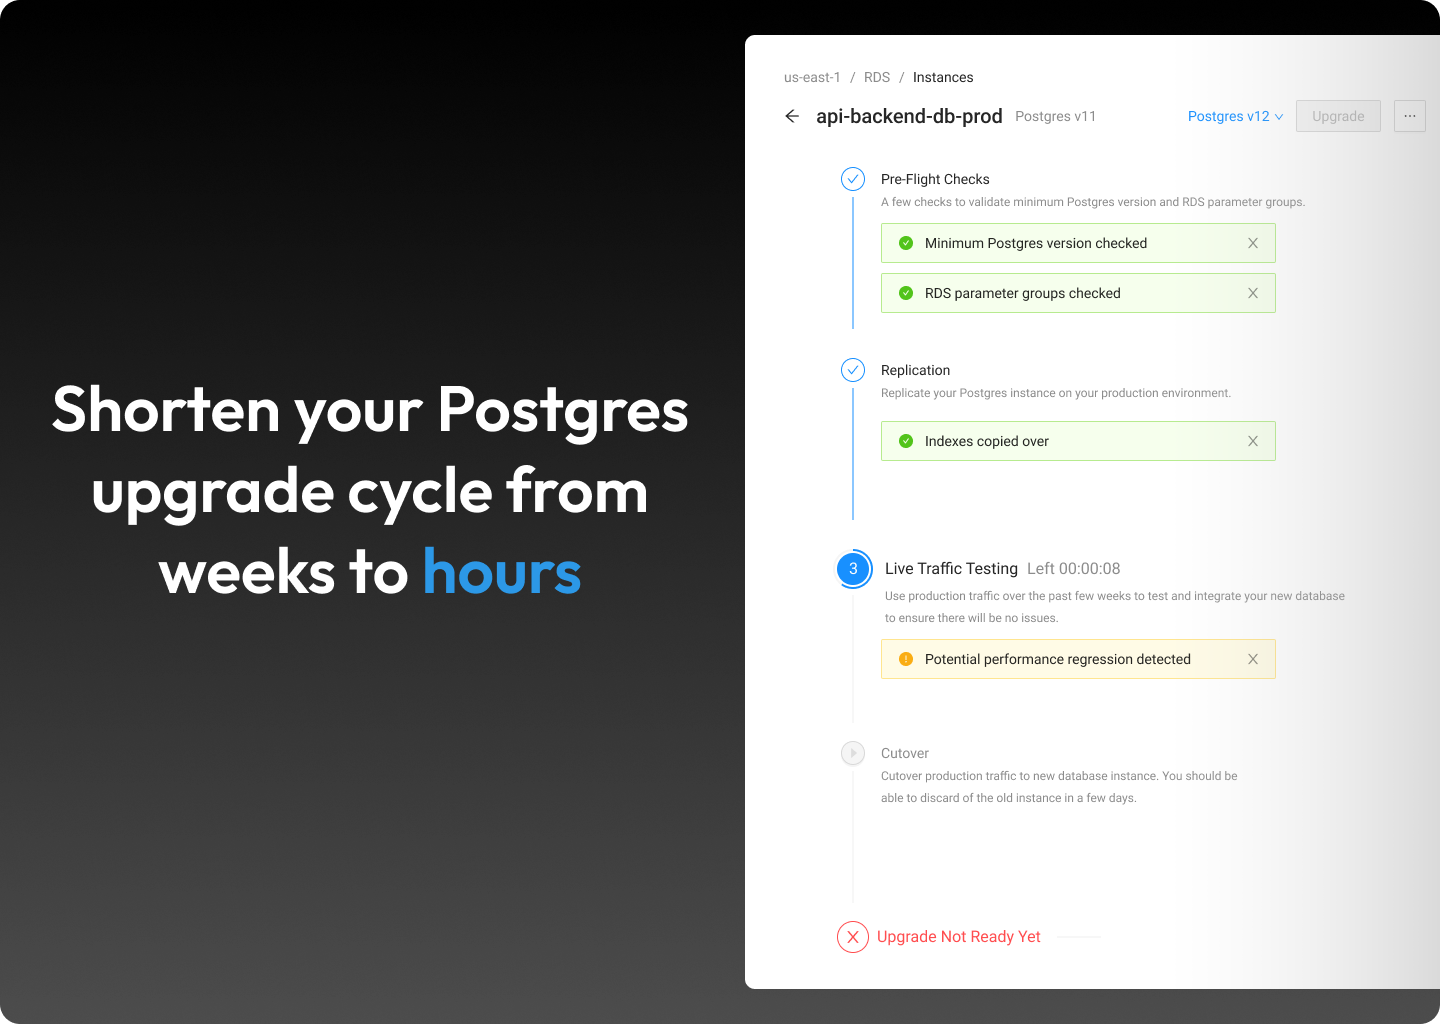 Shorten your Postgres
upgrade cycle from
weeks to hours
us-east-1 / RDS / Instances
api-backend-db-prod Postgres v11 Postgres v12 Upgrade ...
Pre-Flight Checks
A few checks to validate minimum Postgres version and RDS parameter groups.
Minimum Postgres version checked
RDS parameter groups checked
Replication
Replicate your Postgres instance on your production environment.
Indexes copied over
3 Live Traffic Testing Left 00:00:08
Use production traffic over the past few weeks to test and integrate your new database
to ensure there will be no issues.
Potential performance regression detected
Cutover
Cutover production traffic to new database instance. You should be
able to discard of the old instance in a few days.
Upgrade Not Ready Yet